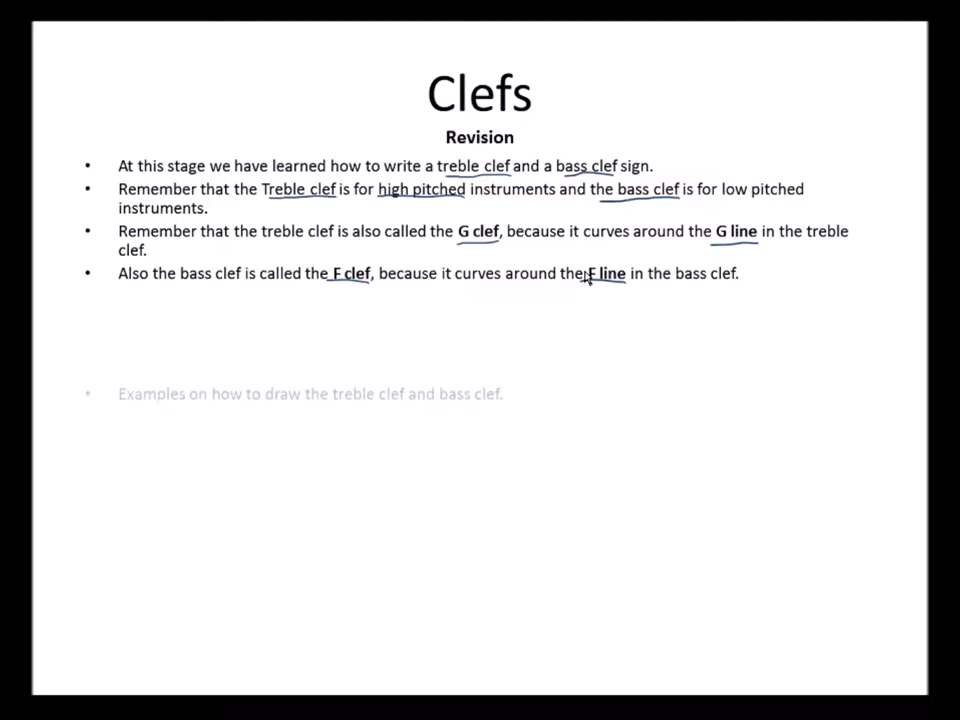 Clefs
Revision
• At this stage we have learned how to write a treble clef and a bass clef sign.
• Remember that the Treble clef is for high pitched instruments and the bass clef is for low pitched
instruments.
• Remember that the treble clef is also called the G clef, because it curves around the G line in the treble
clef.
• Also the bass clef is called the F clef, because it curves around the F line in the bass clef.
• Examples on how to draw the treble clef and bass clef.